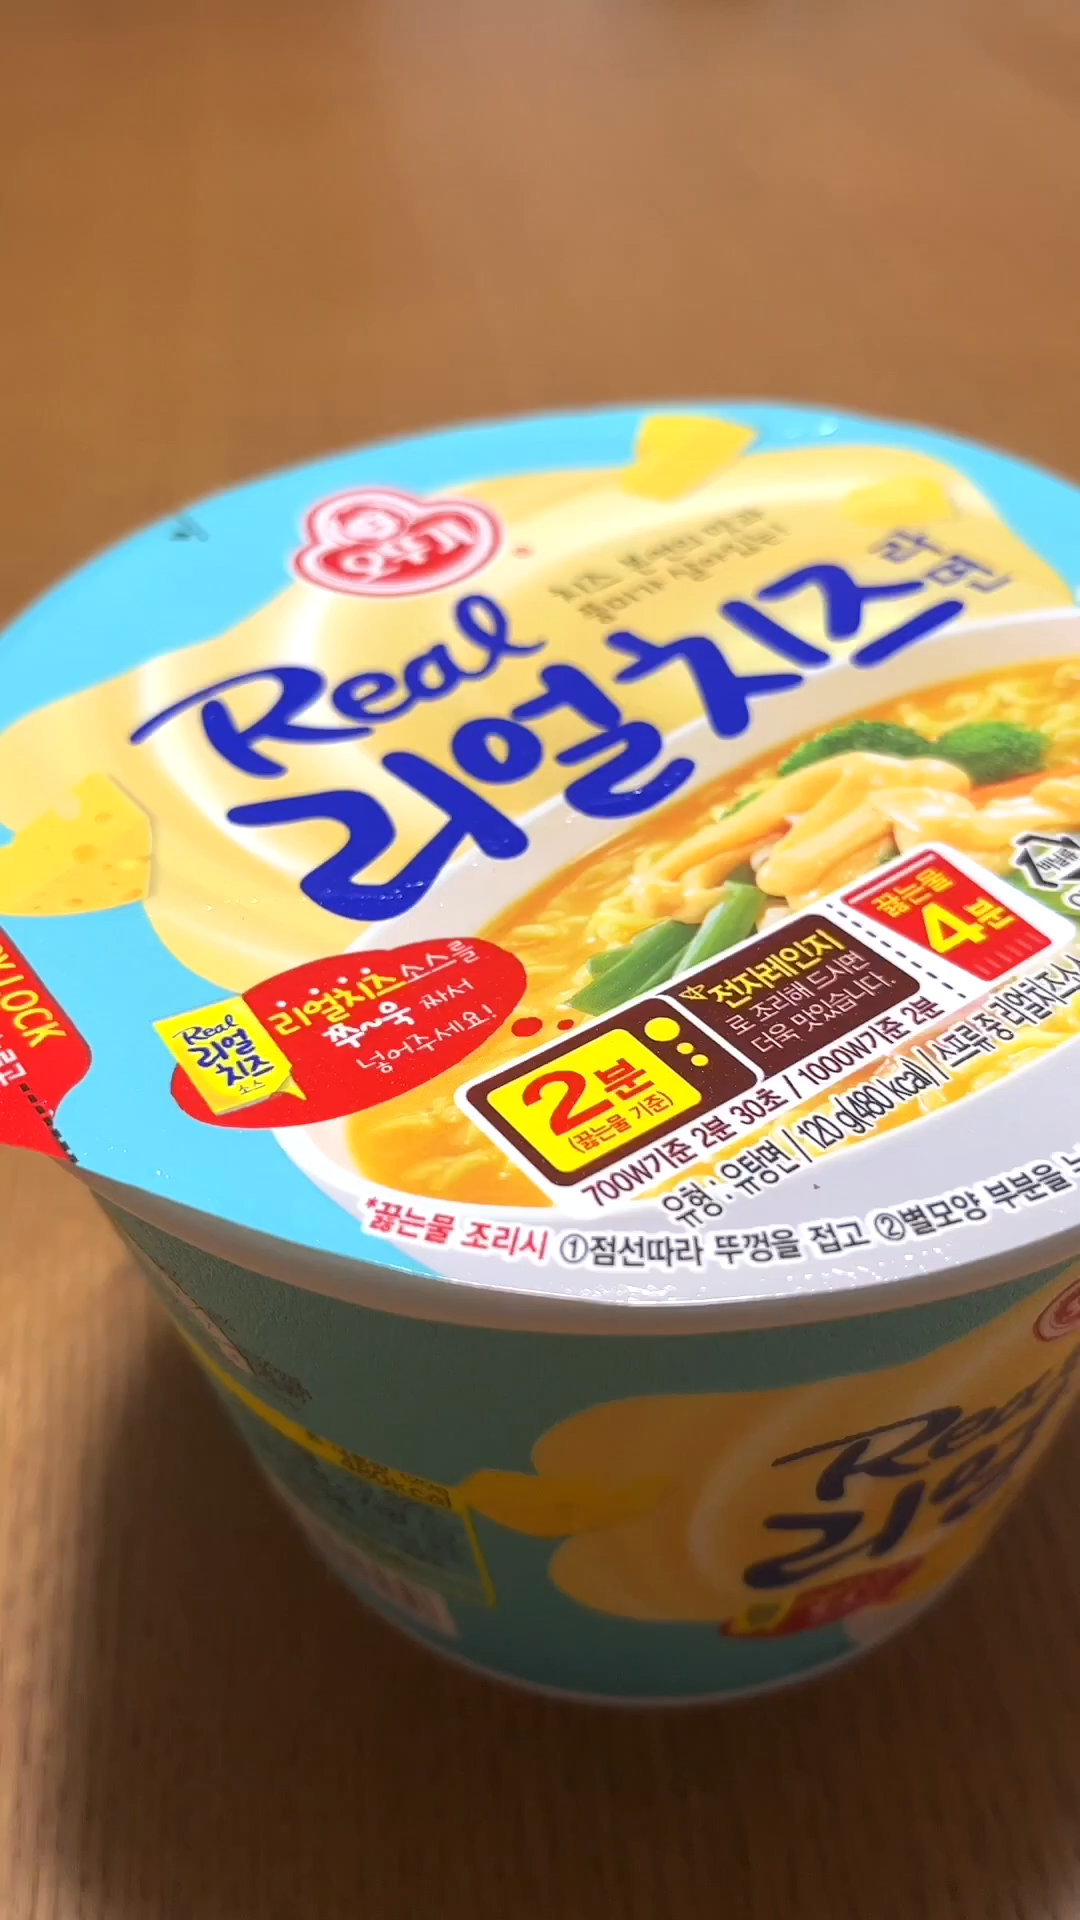 오뚜기
치즈 본연의 맛과
풍미가 살아있는!
Real
리얼치즈
라면
LOCK
리얼치즈소스를
쭈~욱 짜서
넣어주세요!
Real
리얼
치즈
소스
2분
(끓는물 기준)
전자레인지
로 조리해 드시면
더욱 맛있습니다.
끓는물
4분
비닐류
700W기준 2분 30초 / 1000W기준 2분
유형 : 유탕면 / 120 g(480 kcal) / 스프류중 리얼치즈소스
*끓는물 조리시 ①점선따라 뚜껑을 접고 ②별모양 부분을
Real
리얼